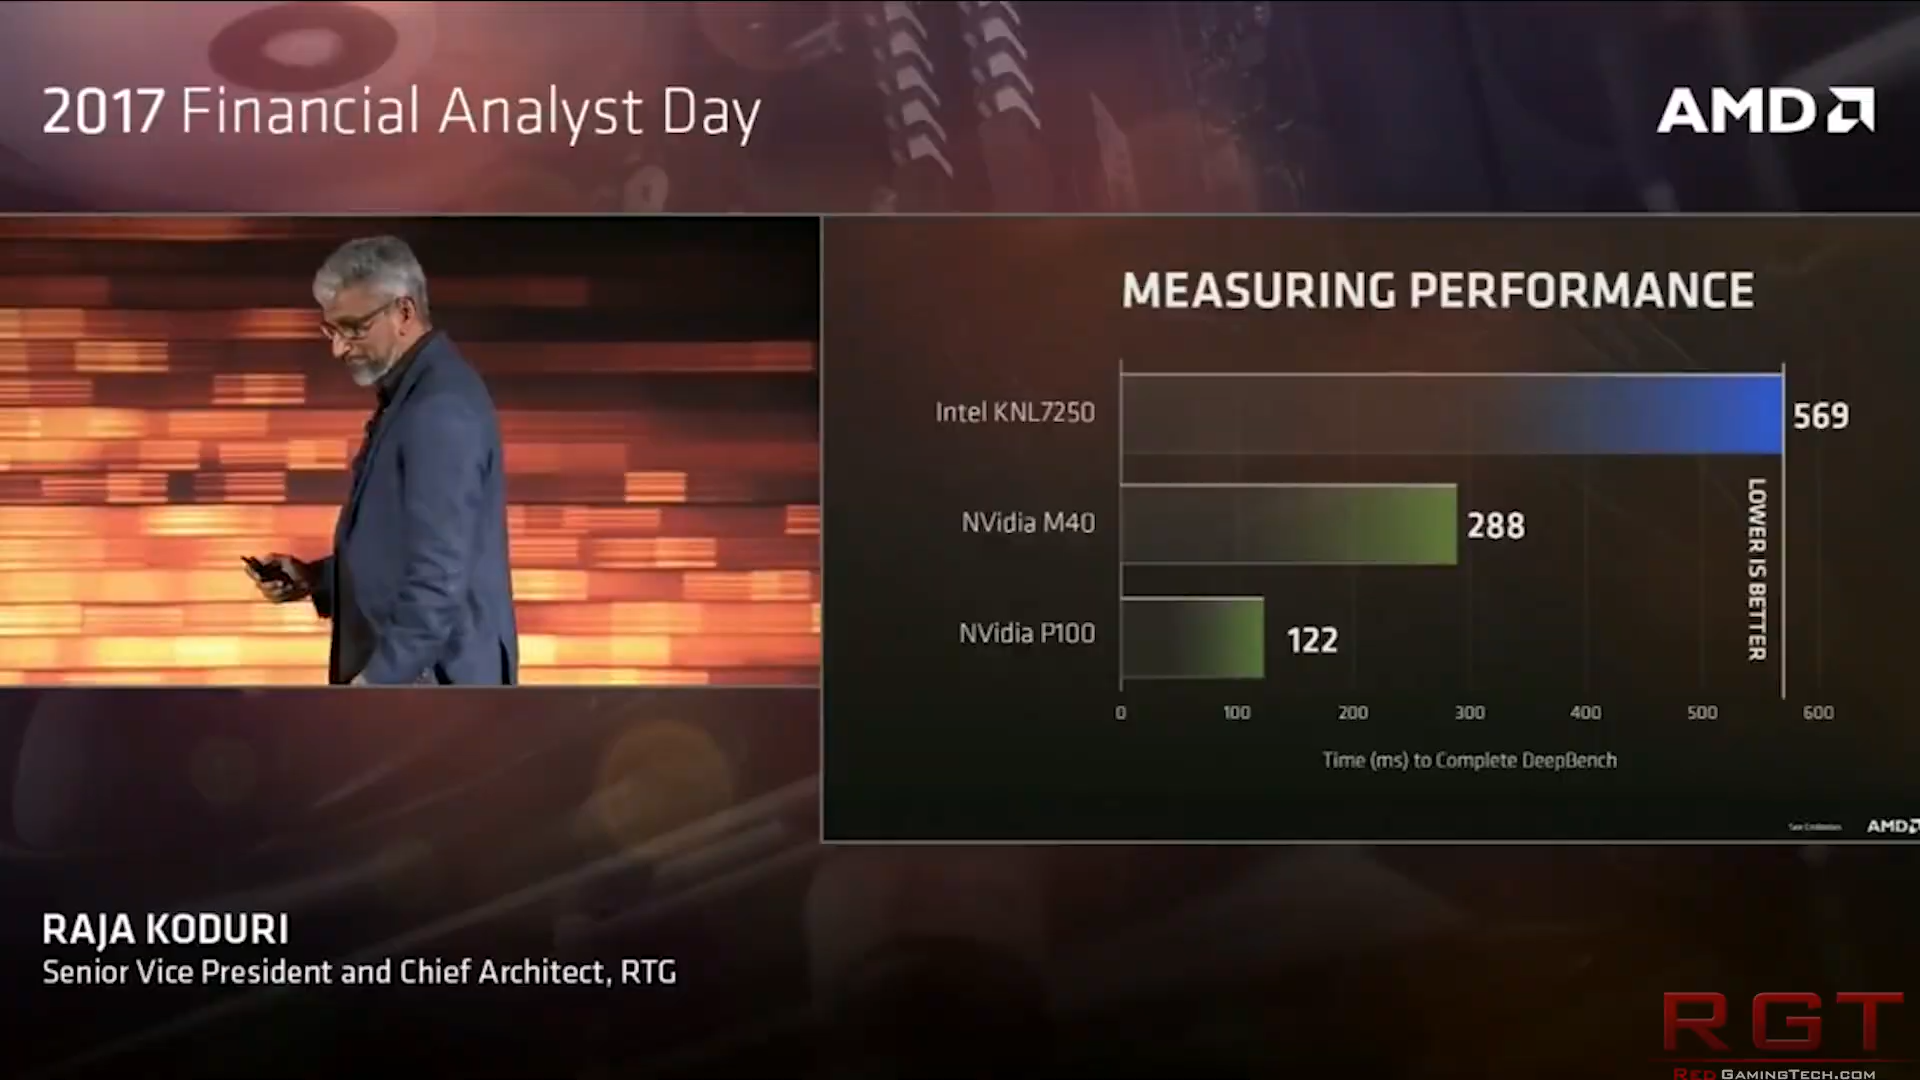 2017 Financial Analyst Day
AMD
MEASURING PERFORMANCE
Intel KNL7250
569
NVidia M40
288
NVidia P100
122
LOWER IS BETTER
0 100 200 300 400 500 600
Time (ms) to Complete DeepBench
AMD
RAJA KODURI
Senior Vice President and Chief Architect, RTG
RGT
REDGAMINGTECH.COM